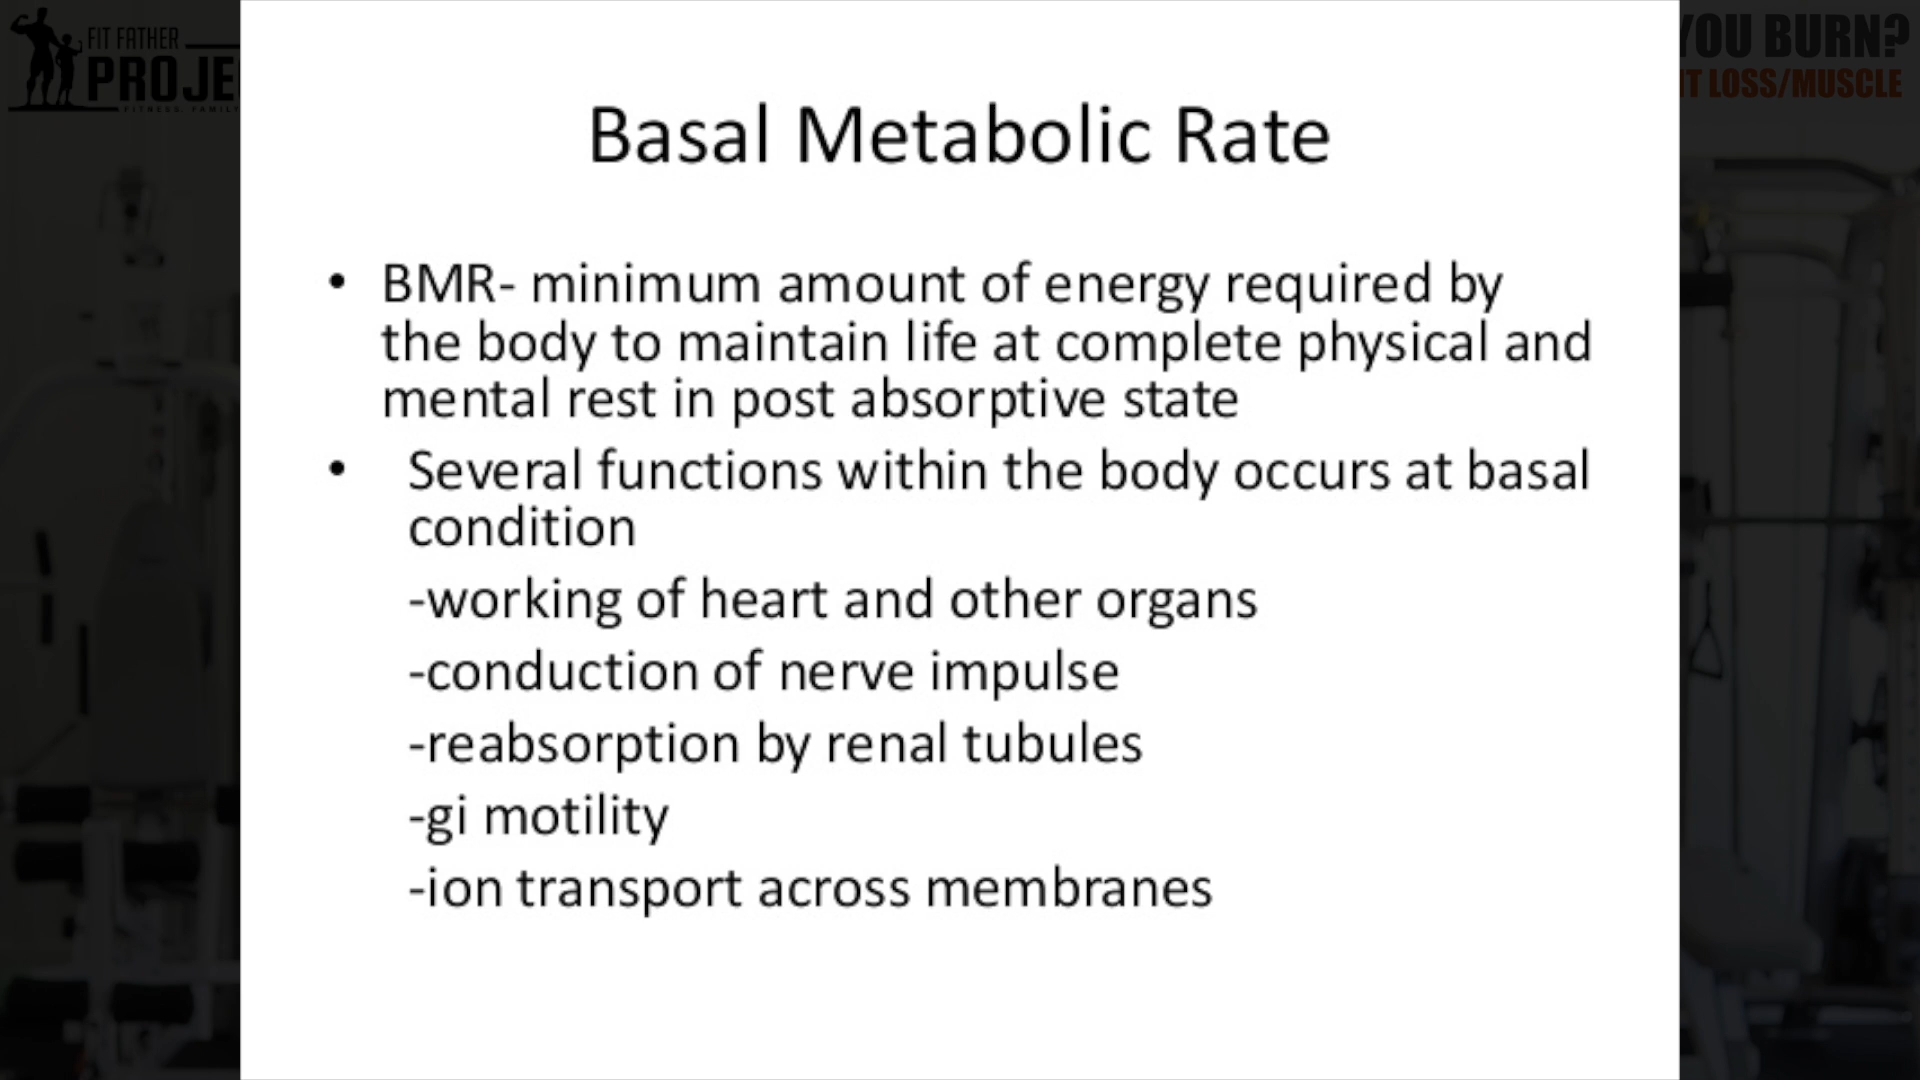 FIT FATHER
PROJE
FITNESS. FAMIL
YOU BURN?
IT LOSS/MUSCLE
Basal Metabolic Rate
• BMR- minimum amount of energy required by
the body to maintain life at complete physical and
mental rest in post absorptive state
• Several functions within the body occurs at basal
condition
-working of heart and other organs
-conduction of nerve impulse
-reabsorption by renal tubules
-gi motility
-ion transport across membranes